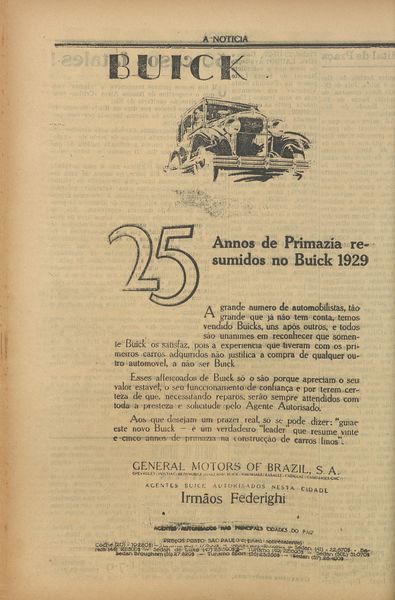 A NOTICIA
BUICK
25
Annos de Primazia re-
sumidos no Buick 1929
A grande numero de automobilistas, tão
grande que já não tem conta, temos
vendido Buicks, uns após outros, e todos
são unanimes em reconhecer que somen-
te Buick os satisfaz, pois a experiencia que tiveram com os pri-
meiros carros adquiridos não justifica a compra de qualquer ou-
tro automovel, a não ser Buick
Esses affeiçoados de Buick só o são porque apreciam o seu
valor estavel, o seu funccionamento de confiança e por terem cer-
teza de que, necessitando reparos, serão sempre attendidos com
toda a presteza e solicitude pelo Agente Autorisado.
Aos que desejam um prazer real, só se pode dizer: "guiae
este novo Buick — é um verdadeiro "leader" que resume vinte
e cinco annos de primazia na construcção de carros finos".
GENERAL MOTORS OF BRAZIL, S.A.
AGENTES BUICK AUTORISADOS NESTA CIDADE
Irmãos Federighi
AGENTES AUTORISADOS NAS PRINCIPAES CIDADES DO PAIZ
PREÇOS PORTO: SÃO PAULO